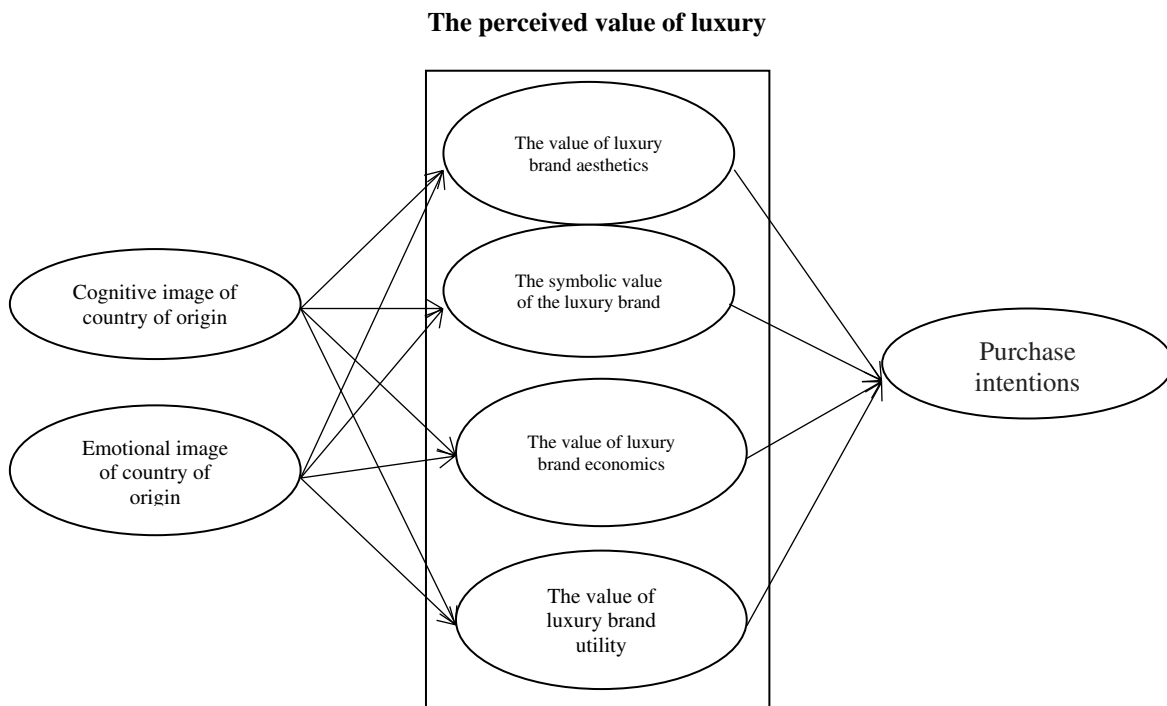 The perceived value of luxury
The value of luxury
brand aesthetics
The symbolic value
of the luxury brand
Cognitive image of
country of origin
Purchase
intentions
Emotional image
of country of
origin
The value of luxury
brand economics
The value of
luxury brand
utility